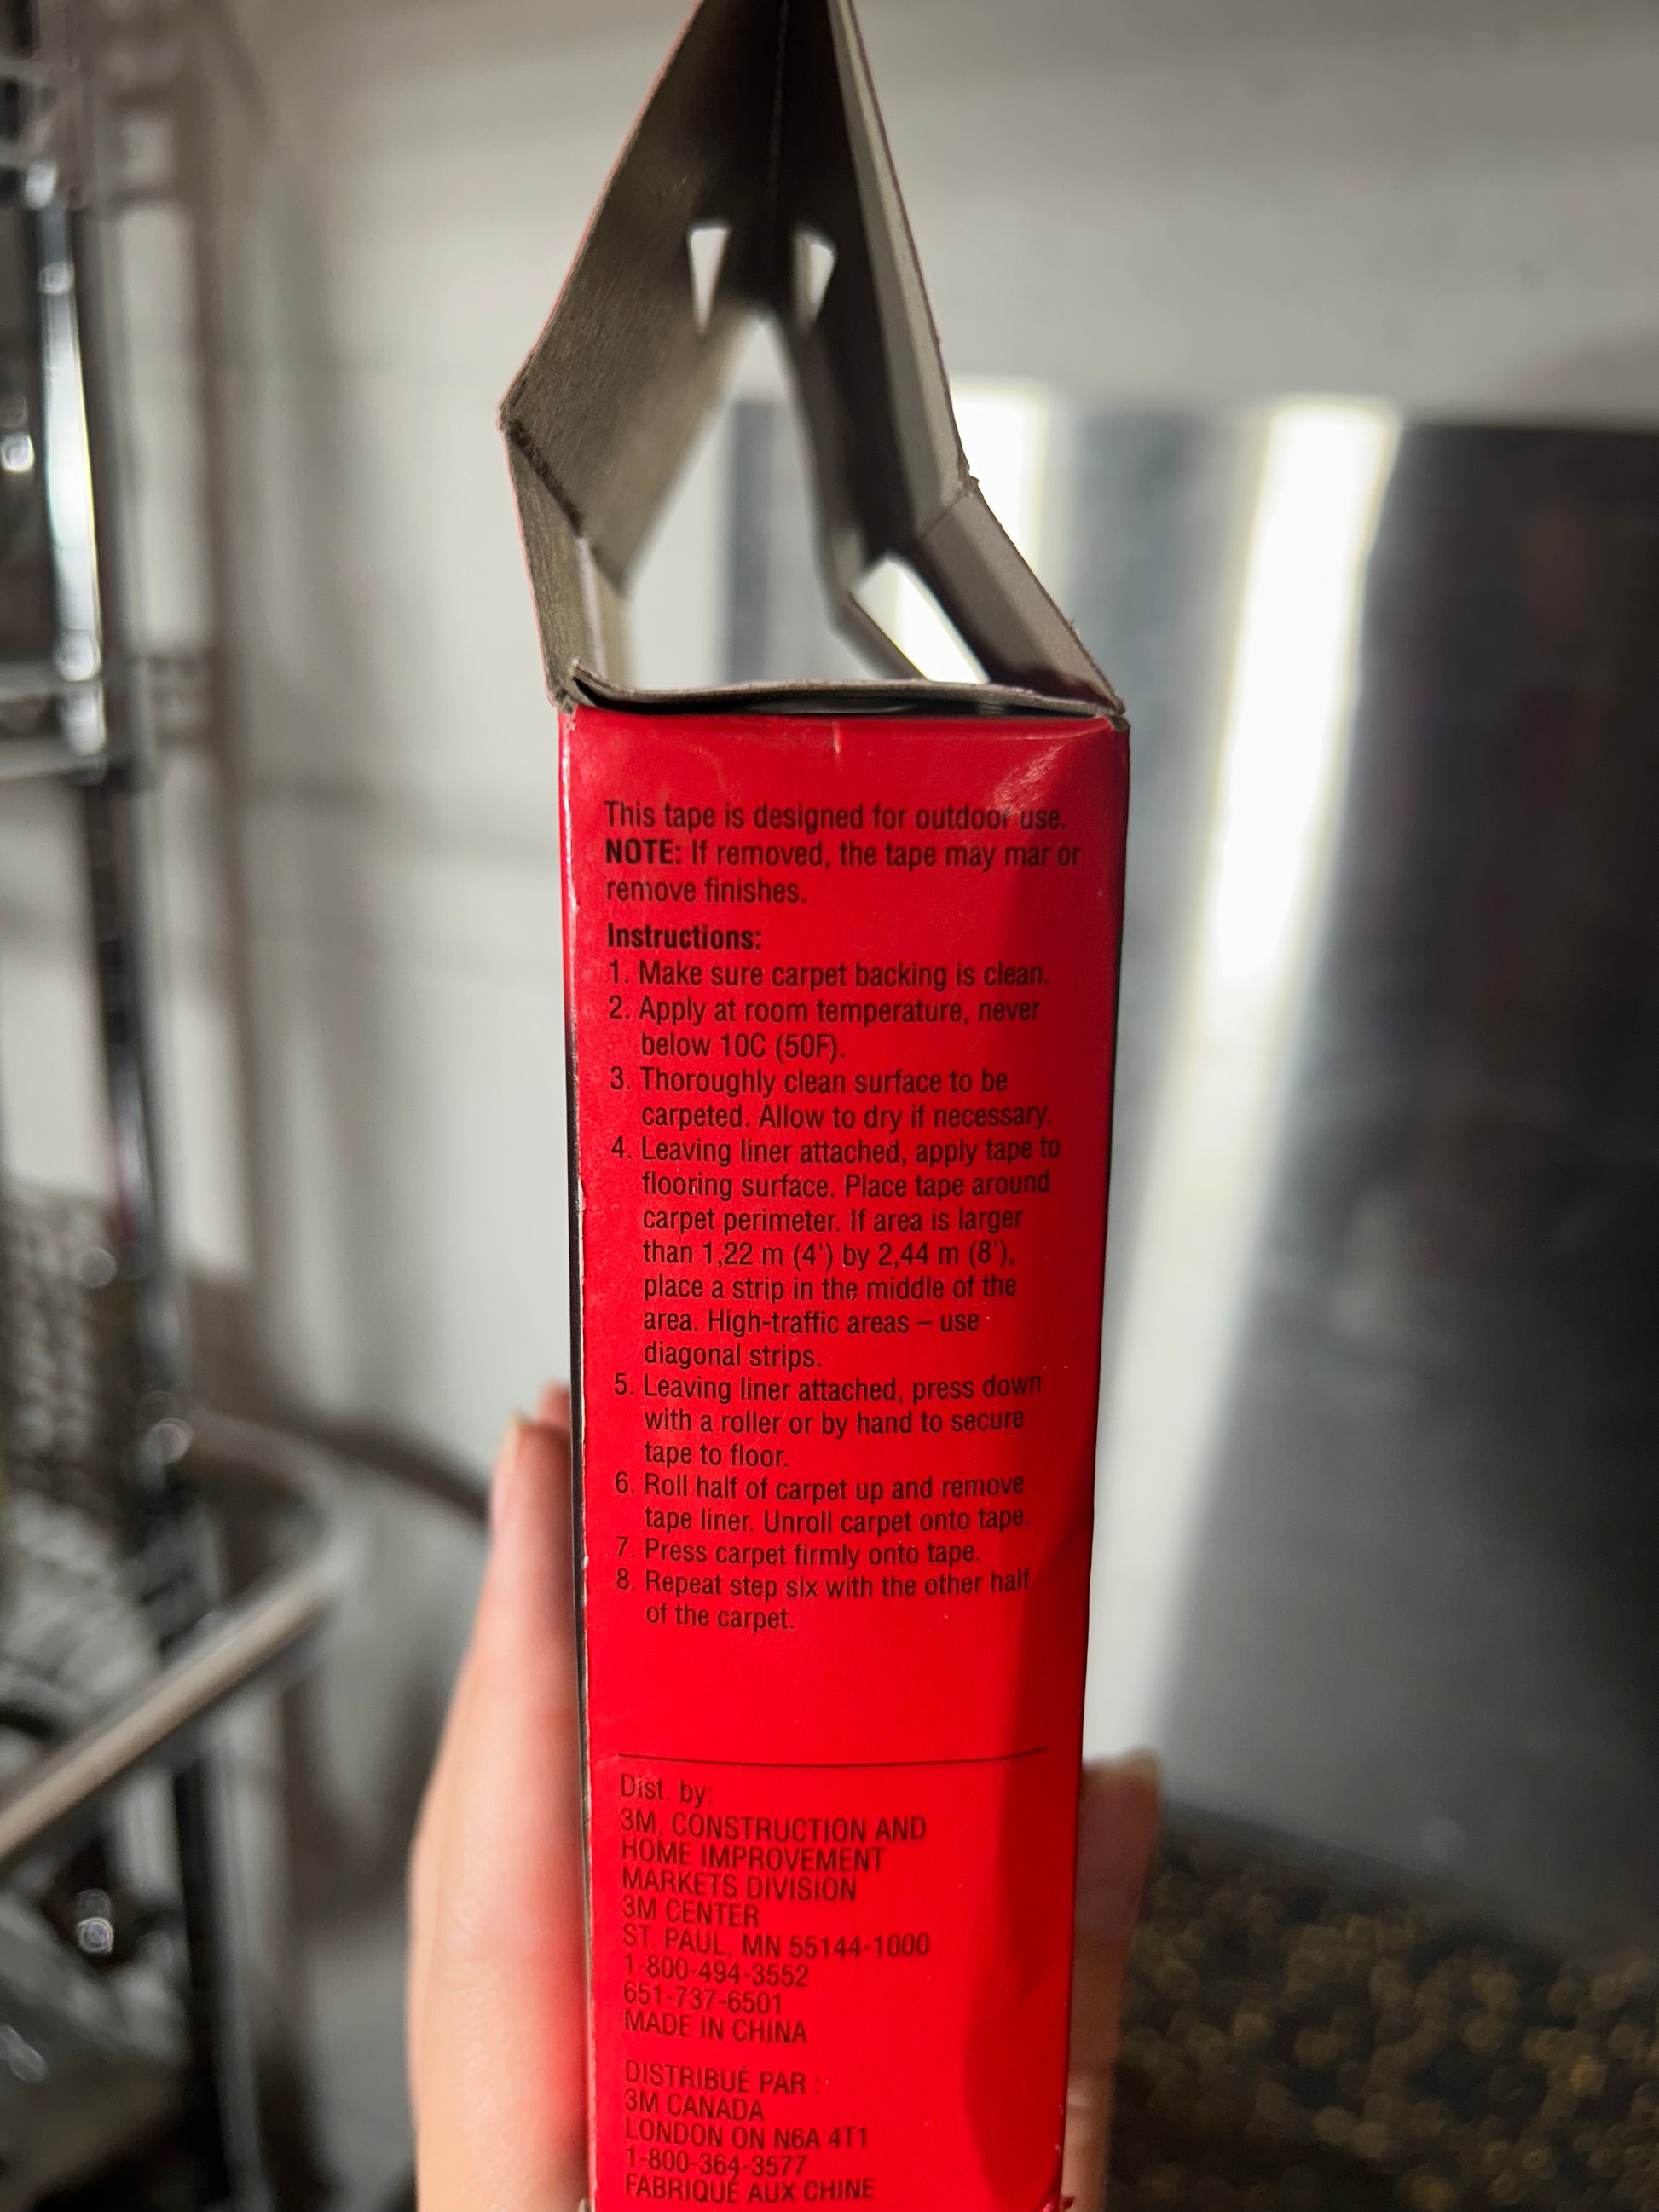 This tape is designed for outdoor use.
NOTE: If removed, the tape may mar or
remove finishes.
Instructions:
1. Make sure carpet backing is clean.
2. Apply at room temperature, never
below 10C (50F).
3. Thoroughly clean surface to be
carpeted. Allow to dry if necessary.
4. Leaving liner attached, apply tape to
flooring surface. Place tape around
carpet perimeter. If area is larger
than 1,22 m (4') by 2,44 m (8'),
place a strip in the middle of the
area. High-traffic areas – use
diagonal strips.
5. Leaving liner attached, press down
with a roller or by hand to secure
tape to floor.
6. Roll half of carpet up and remove
tape liner. Unroll carpet onto tape.
7. Press carpet firmly onto tape.
8. Repeat step six with the other half
of the carpet.
Dist. by:
3M, CONSTRUCTION AND
HOME IMPROVEMENT
MARKETS DIVISION
3M CENTER
ST. PAUL, MN 55144-1000
1-800-494-3552
651-737-6501
MADE IN CHINA
DISTRIBUÉ PAR :
3M CANADA
LONDON ON N6A 4T1
1-800-364-3577
FABRIQUÉ AUX CHINE